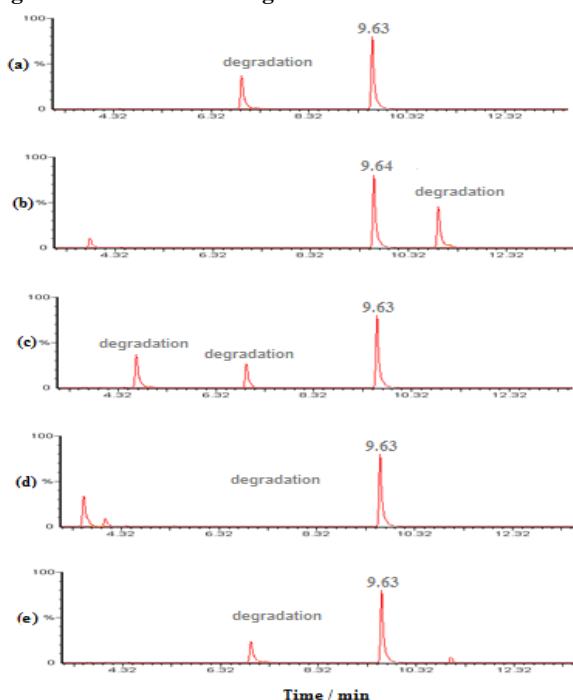 100
9.63
degradation
(a)
%
0
4.32 6.32 8.32 10.32 12.32
100
9.64
degradation
(b)
%
0
4.32 6.32 8.32 10.32 12.32
100
9.63
degradation degradation
(c)
%
0
4.32 6.32 8.32 10.32 12.32
100
9.63
degradation
(d)
%
0
4.32 6.32 8.32 10.32 12.32
100
9.63
degradation
(e)
%
0
4.32 6.32 8.32 10.32 12.32
Time / min